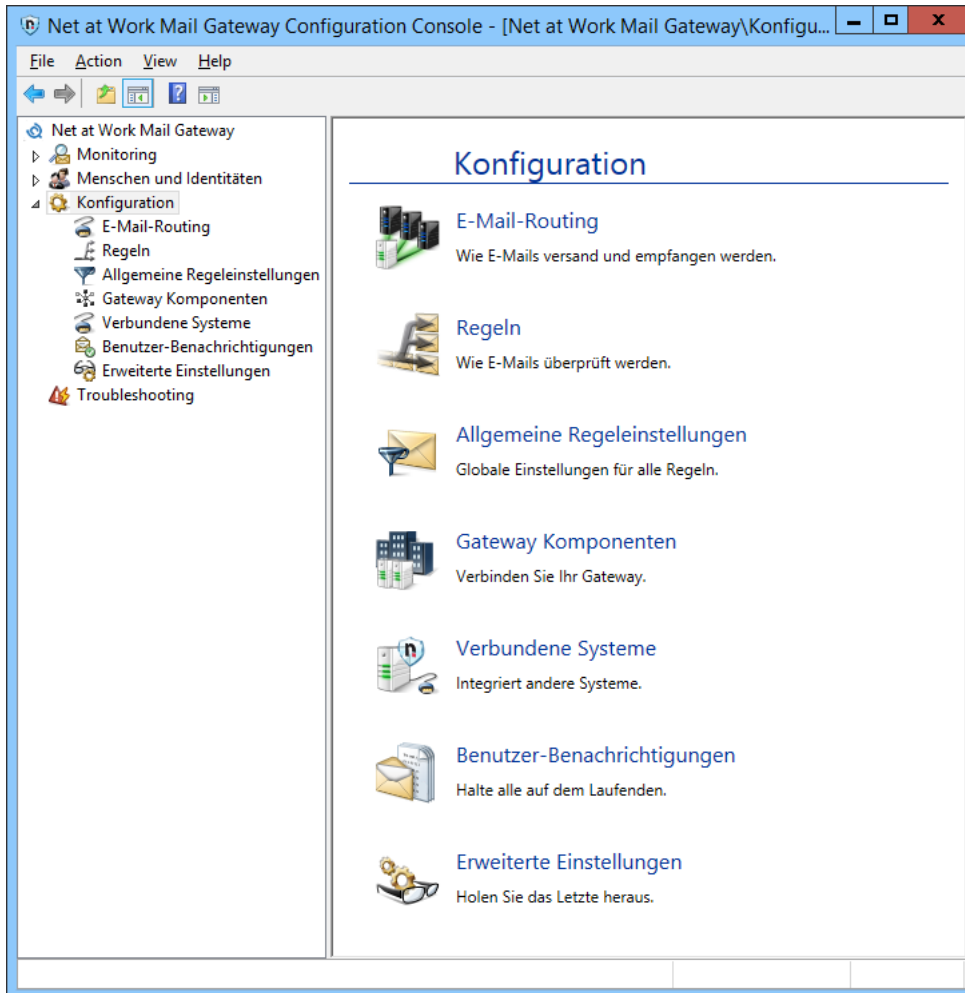 Net at Work Mail Gateway Configuration Console - [Net at Work Mail Gateway\Konfigu...
File Action View Help
Net at Work Mail Gateway
Monitoring
Menschen und Identitäten
Konfiguration
E-Mail-Routing
Regeln
Allgemeine Regeleinstellungen
Gateway Komponenten
Verbundene Systeme
Benutzer-Benachrichtigungen
Erweiterte Einstellungen
Troubleshooting
Konfiguration
E-Mail-Routing
Wie E-Mails versand und empfangen werden.
Regeln
Wie E-Mails überprüft werden.
Allgemeine Regeleinstellungen
Globale Einstellungen für alle Regeln.
Gateway Komponenten
Verbinden Sie Ihr Gateway.
Verbundene Systeme
Integriert andere Systeme.
Benutzer-Benachrichtigungen
Halte alle auf dem Laufenden.
Erweiterte Einstellungen
Holen Sie das Letzte heraus.